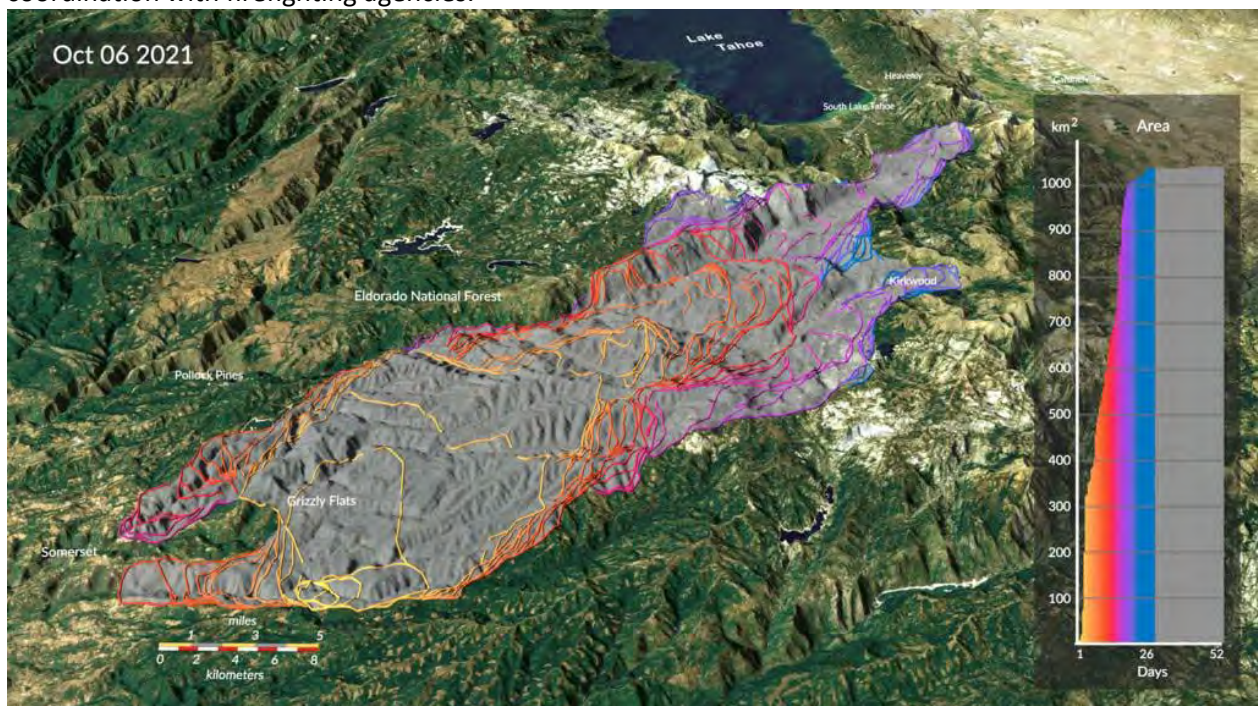 coordination with firefighting agencies.
Oct 06 2021
Lake
Tahoe
Heavenly
South Lake Tahoe
Gardnerville
km² Area
1000
900
800
Kirkwood
Eldorado National Forest
700
Pollock Pines
600
500
400
Grizzly Flats
300
Somerset
200
100
miles
1 3 5
0 2 4 6 8
kilometers
1 26 52
Days